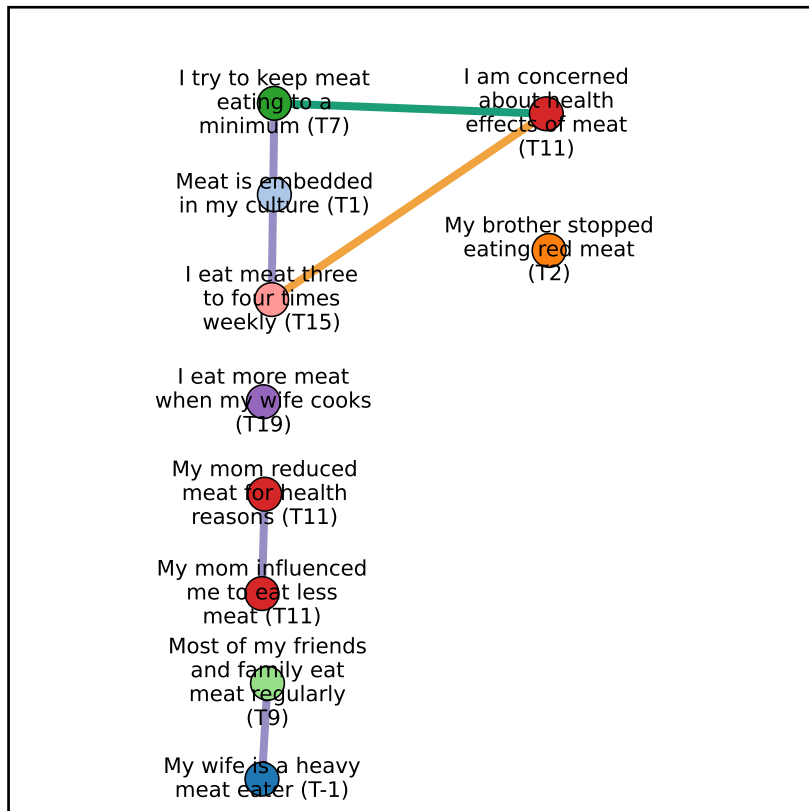 I try to keep meat
eating to a
minimum (T7)
I am concerned
about health
effects of meat
(T11)
Meat is embedded
in my culture (T1)
My brother stopped
eating red meat
(T2)
I eat meat three
to four times
weekly (T15)
I eat more meat
when my wife cooks
(T19)
My mom reduced
meat for health
reasons (T11)
My mom influenced
me to eat less
meat (T11)
Most of my friends
and family eat
meat regularly
(T9)
My wife is a heavy
meat eater (T-1)